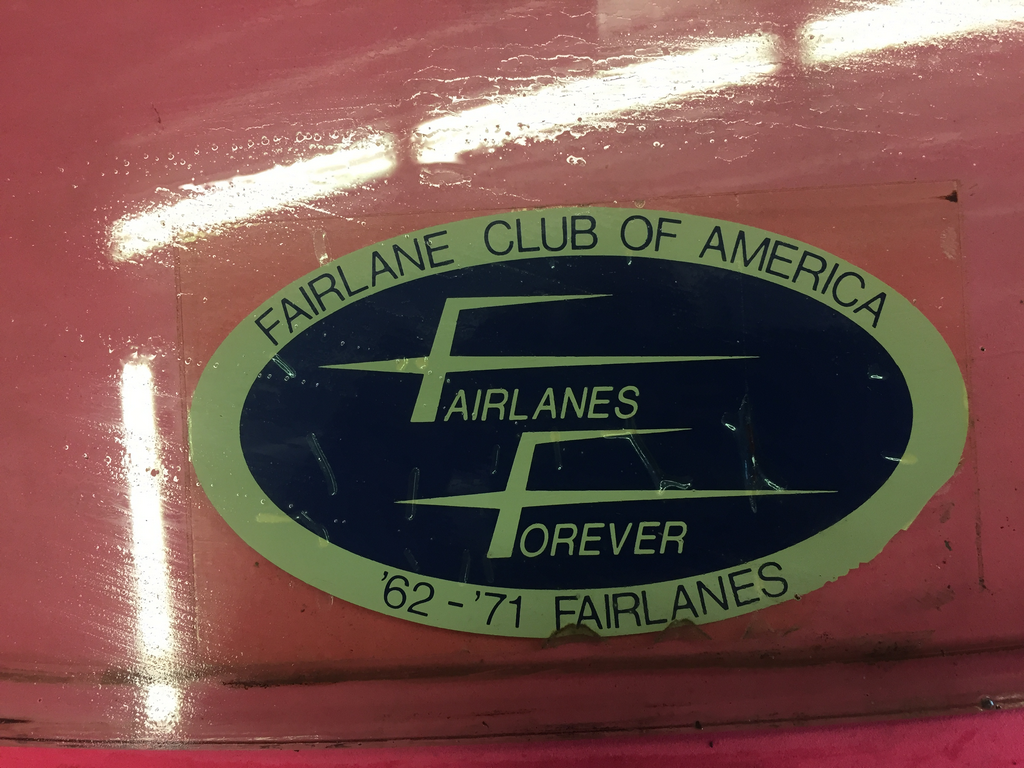 FAIRLANE CLUB OF AMERICA
FAIRLANES
FOREVER
'62-'71 FAIRLANES